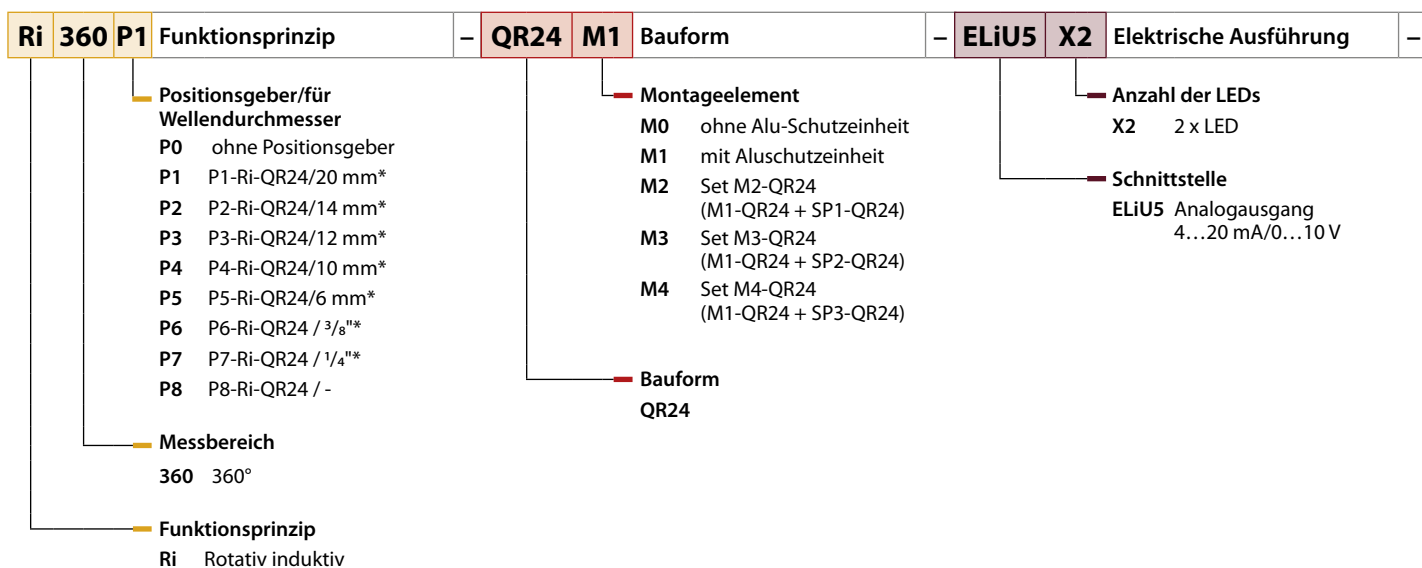 Ri 360 P1 Funktionsprinzip – QR24 M1 Bauform – ELiU5 X2 Elektrische Ausführung –
Positionsgeber/für
Wellendurchmesser
P0 ohne Positionsgeber
P1 P1-Ri-QR24/20 mm*
P2 P2-Ri-QR24/14 mm*
P3 P3-Ri-QR24/12 mm*
P4 P4-Ri-QR24/10 mm*
P5 P5-Ri-QR24/6 mm*
P6 P6-Ri-QR24 / ³/₈"*
P7 P7-Ri-QR24 / ¹/₄"*
P8 P8-Ri-QR24 / -
Messbereich
360 360°
Funktionsprinzip
Ri Rotativ induktiv
Montageelement
M0 ohne Alu-Schutzeinheit
M1 mit Aluschutzeinheit
M2 Set M2-QR24
(M1-QR24 + SP1-QR24)
M3 Set M3-QR24
(M1-QR24 + SP2-QR24)
M4 Set M4-QR24
(M1-QR24 + SP3-QR24)
Bauform
QR24
Anzahl der LEDs
X2 2 x LED
Schnittstelle
ELiU5 Analogausgang
4…20 mA/0…10 V